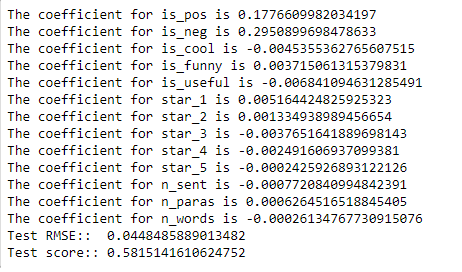 The coefficient for is_pos is 0.1776609982034197
The coefficient for is_neg is 0.2950899698478633
The coefficient for is_cool is -0.0045355362765607515
The coefficient for is_funny is 0.003715061315379831
The coefficient for is_useful is -0.006841094631285491
The coefficient for star_1 is 0.005164424825925323
The coefficient for star_2 is 0.001334938989456654
The coefficient for star_3 is -0.0037651641889698143
The coefficient for star_4 is -0.002491606937099381
The coefficient for star_5 is -0.0002425926893122126
The coefficient for n_sent is -0.0007720840994842391
The coefficient for n_paras is 0.0006264516518845405
The coefficient for n_words is -0.00026134767730915076
Test RMSE:: 0.0448485889013482
Test score:: 0.5815141610624752